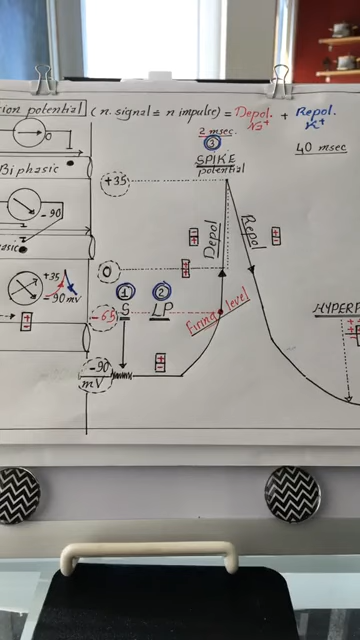 ion potential ( n. signal = n impulse) = Depol. + Repol.
Na+ K+
2 msec.
40 msec
3
SPIKE
potential
Biphasic
+35
-90
Depol
Repol
0
+35
-90 mv
1 2
S LP
-65
Firing level
HYPERP
-90
mV